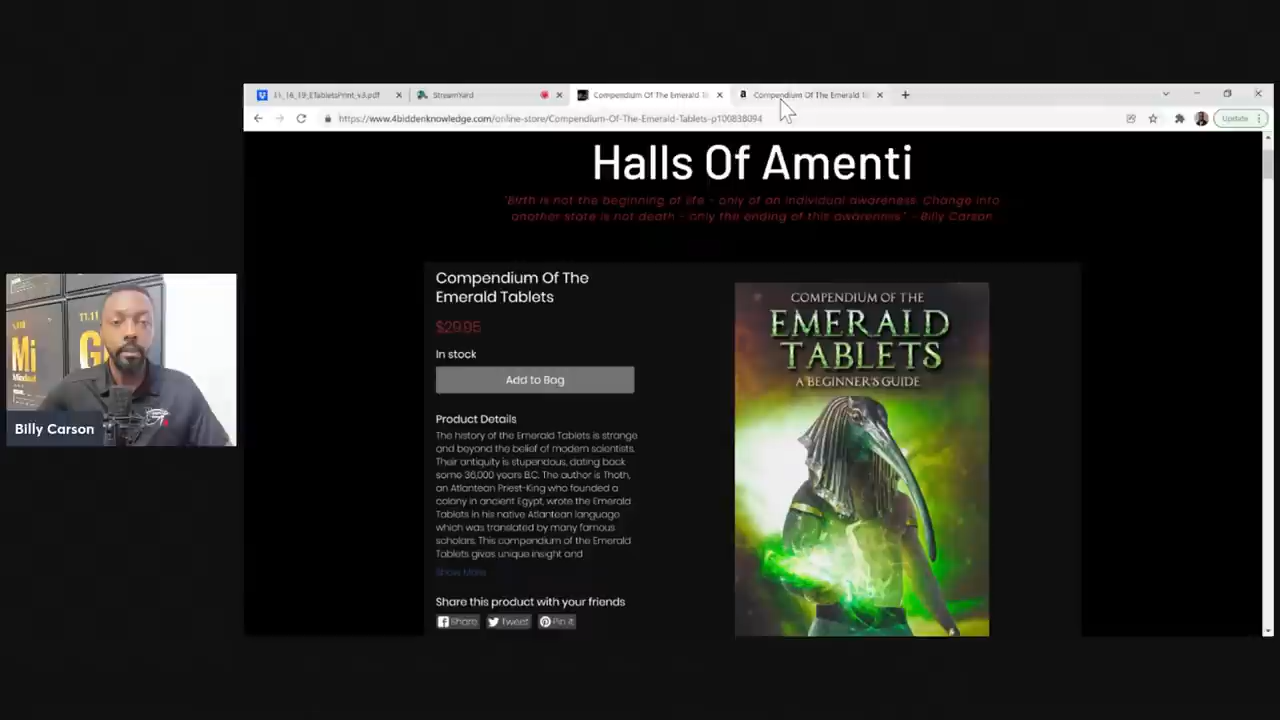 11_16_19_ETabletsPrint_v3.pdf
StreamYard
Compendium Of The Emerald Ta
Compendium Of The Emerald T
https://www.4biddenknowledge.com/online-store/Compendium-Of-The-Emerald-Tablets-p100838094
Update
Halls Of Amenti
"Birth is not the beginning of life - only of an individual awareness. Change into
another state is not death - only the ending of this awareness." - Billy Carson
Compendium Of The
Emerald Tablets
$29.95
In stock
Add to Bag
Product Details
The history of the Emerald Tablets is strange
and beyond the belief of modern scientists.
Their antiquity is stupendous, dating back
some 36,000 years B.C. The author is Thoth,
an Atlantean Priest-King who founded a
colony in ancient Egypt, wrote the Emerald
Tablets in his native Atlantean language
which was translated by many famous
scholars. This compendium of the Emerald
Tablets gives unique insight and
Show More
Share this product with your friends
Share
Tweet
Pin it
COMPENDIUM OF THE
EMERALD
TABLETS
A BEGINNER'S GUIDE
Mi
G
Billy Carson